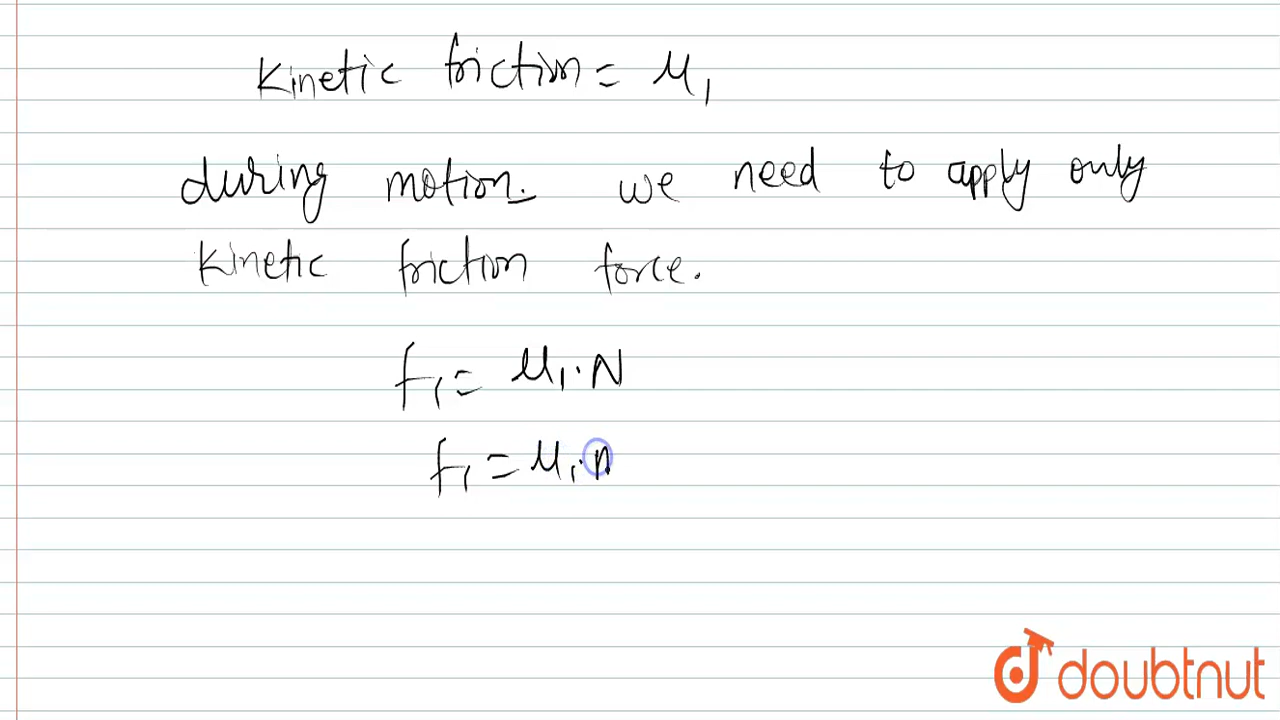 Kinetic friction = μ₁
during motion. we need to apply only
kinetic friction force.
f₁ = μ₁·N
f₁ = μ₁·
doubtnut